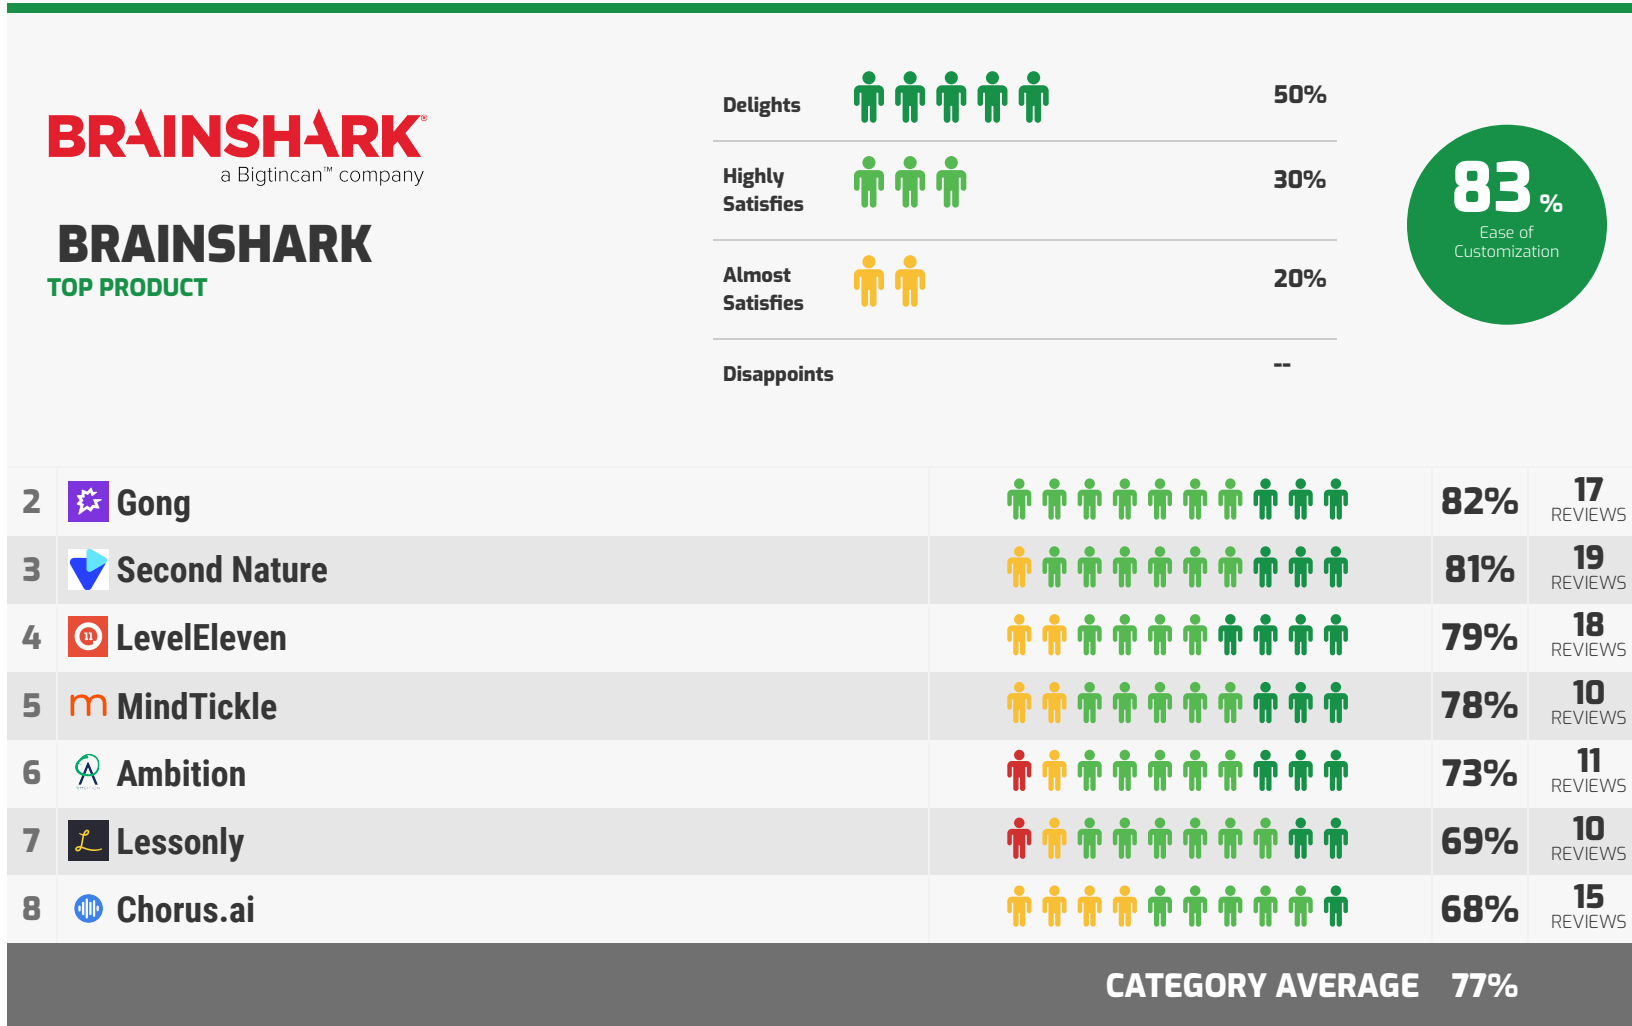 BRAINSHARK®
a Bigtincan™ company
BRAINSHARK
TOP PRODUCT
Delights 50%
Highly
Satisfies 30%
Almost
Satisfies 20%
Disappoints --
83 %
Ease of
Customization
2 Gong 82% 17 REVIEWS
3 Second Nature 81% 19 REVIEWS
4 11 LevelEleven 79% 18 REVIEWS
5 m MindTickle 78% 10 REVIEWS
6 AMBITION Ambition 73% 11 REVIEWS
7 L Lessonly 69% 10 REVIEWS
8 Chorus.ai 68% 15 REVIEWS
CATEGORY AVERAGE 77%